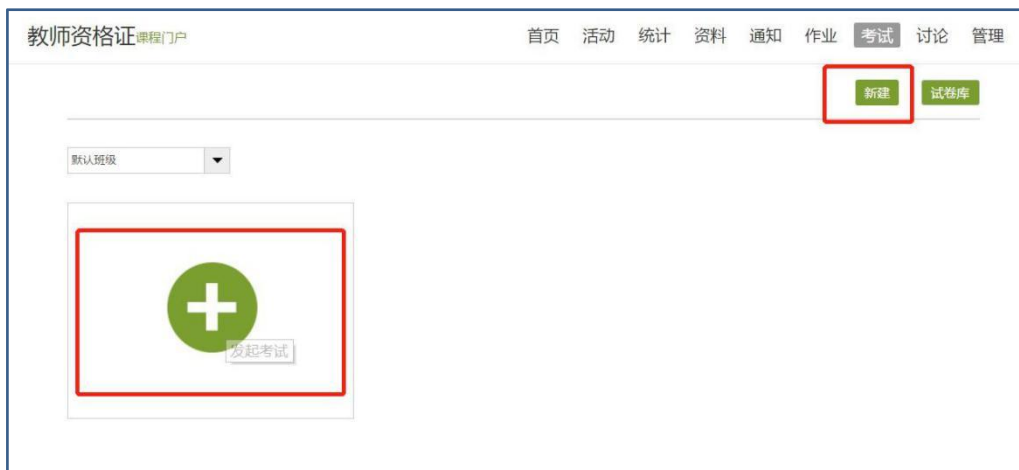 教师资格证课程门户 首页 活动 统计 资料 通知 作业 考试 讨论 管理
新建 试卷库
默认班级
发起考试